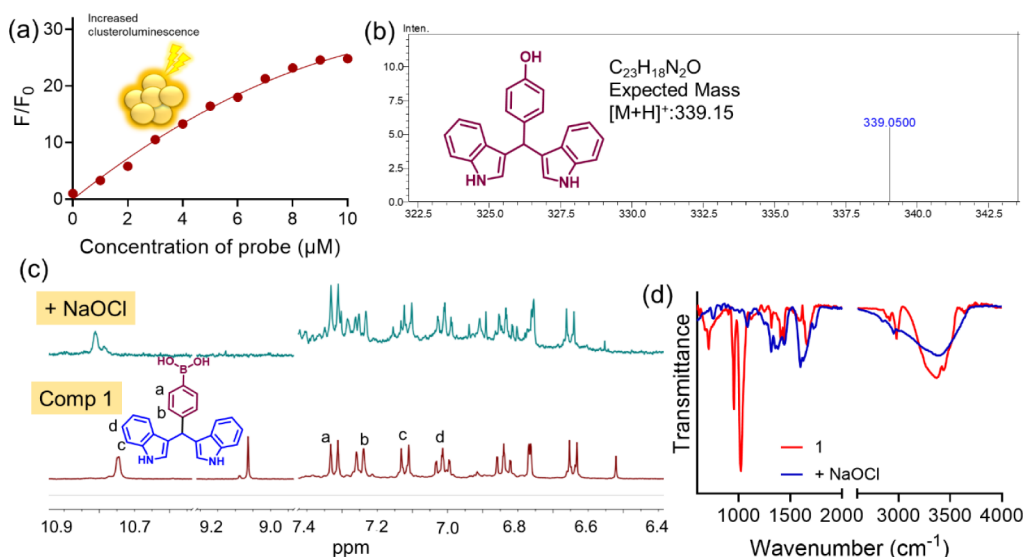 (a)
Increased
clusteroluminescence
F/F₀
30
20
10
0
0 2 4 6 8 10
Concentration of probe (µM)
(b)
Inten.
10.0
7.5
5.0
2.5
0.0
OH
NH
NH
C₂₃H₁₈N₂O
Expected Mass
[M+H]⁺:339.15
339.0500
322.5 325.0 327.5 330.0 332.5 335.0 337.5 340.0 342.5
(c)
+ NaOCl
HO B OH
Comp 1
a
b
d
c
NH
NH
a b c d
10.9 10.7 9.2 9.0 7.4 7.2 7.0 6.8 6.6 6.4
ppm
(d)
Transmittance
1
+ NaOCl
1000 2000 3000 4000
Wavenumber (cm⁻¹)